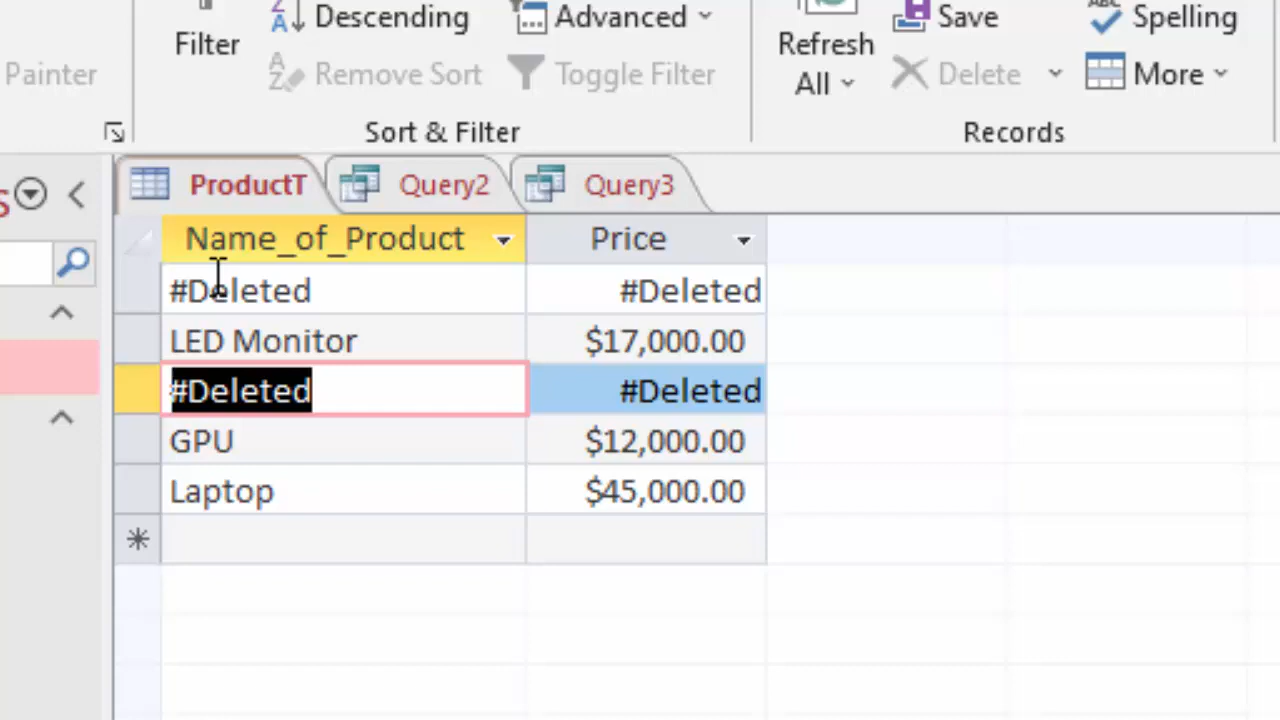 Descending
Advanced
Save
ABC
Spelling
Filter
Refresh
Painter
Remove Sort
Toggle Filter
All
Delete
More
Sort & Filter
Records
ProductT
Query2
Query3
Name_of_Product
Price
#Deleted
#Deleted
LED Monitor
$17,000.00
#Deleted
#Deleted
GPU
$12,000.00
Laptop
$45,000.00